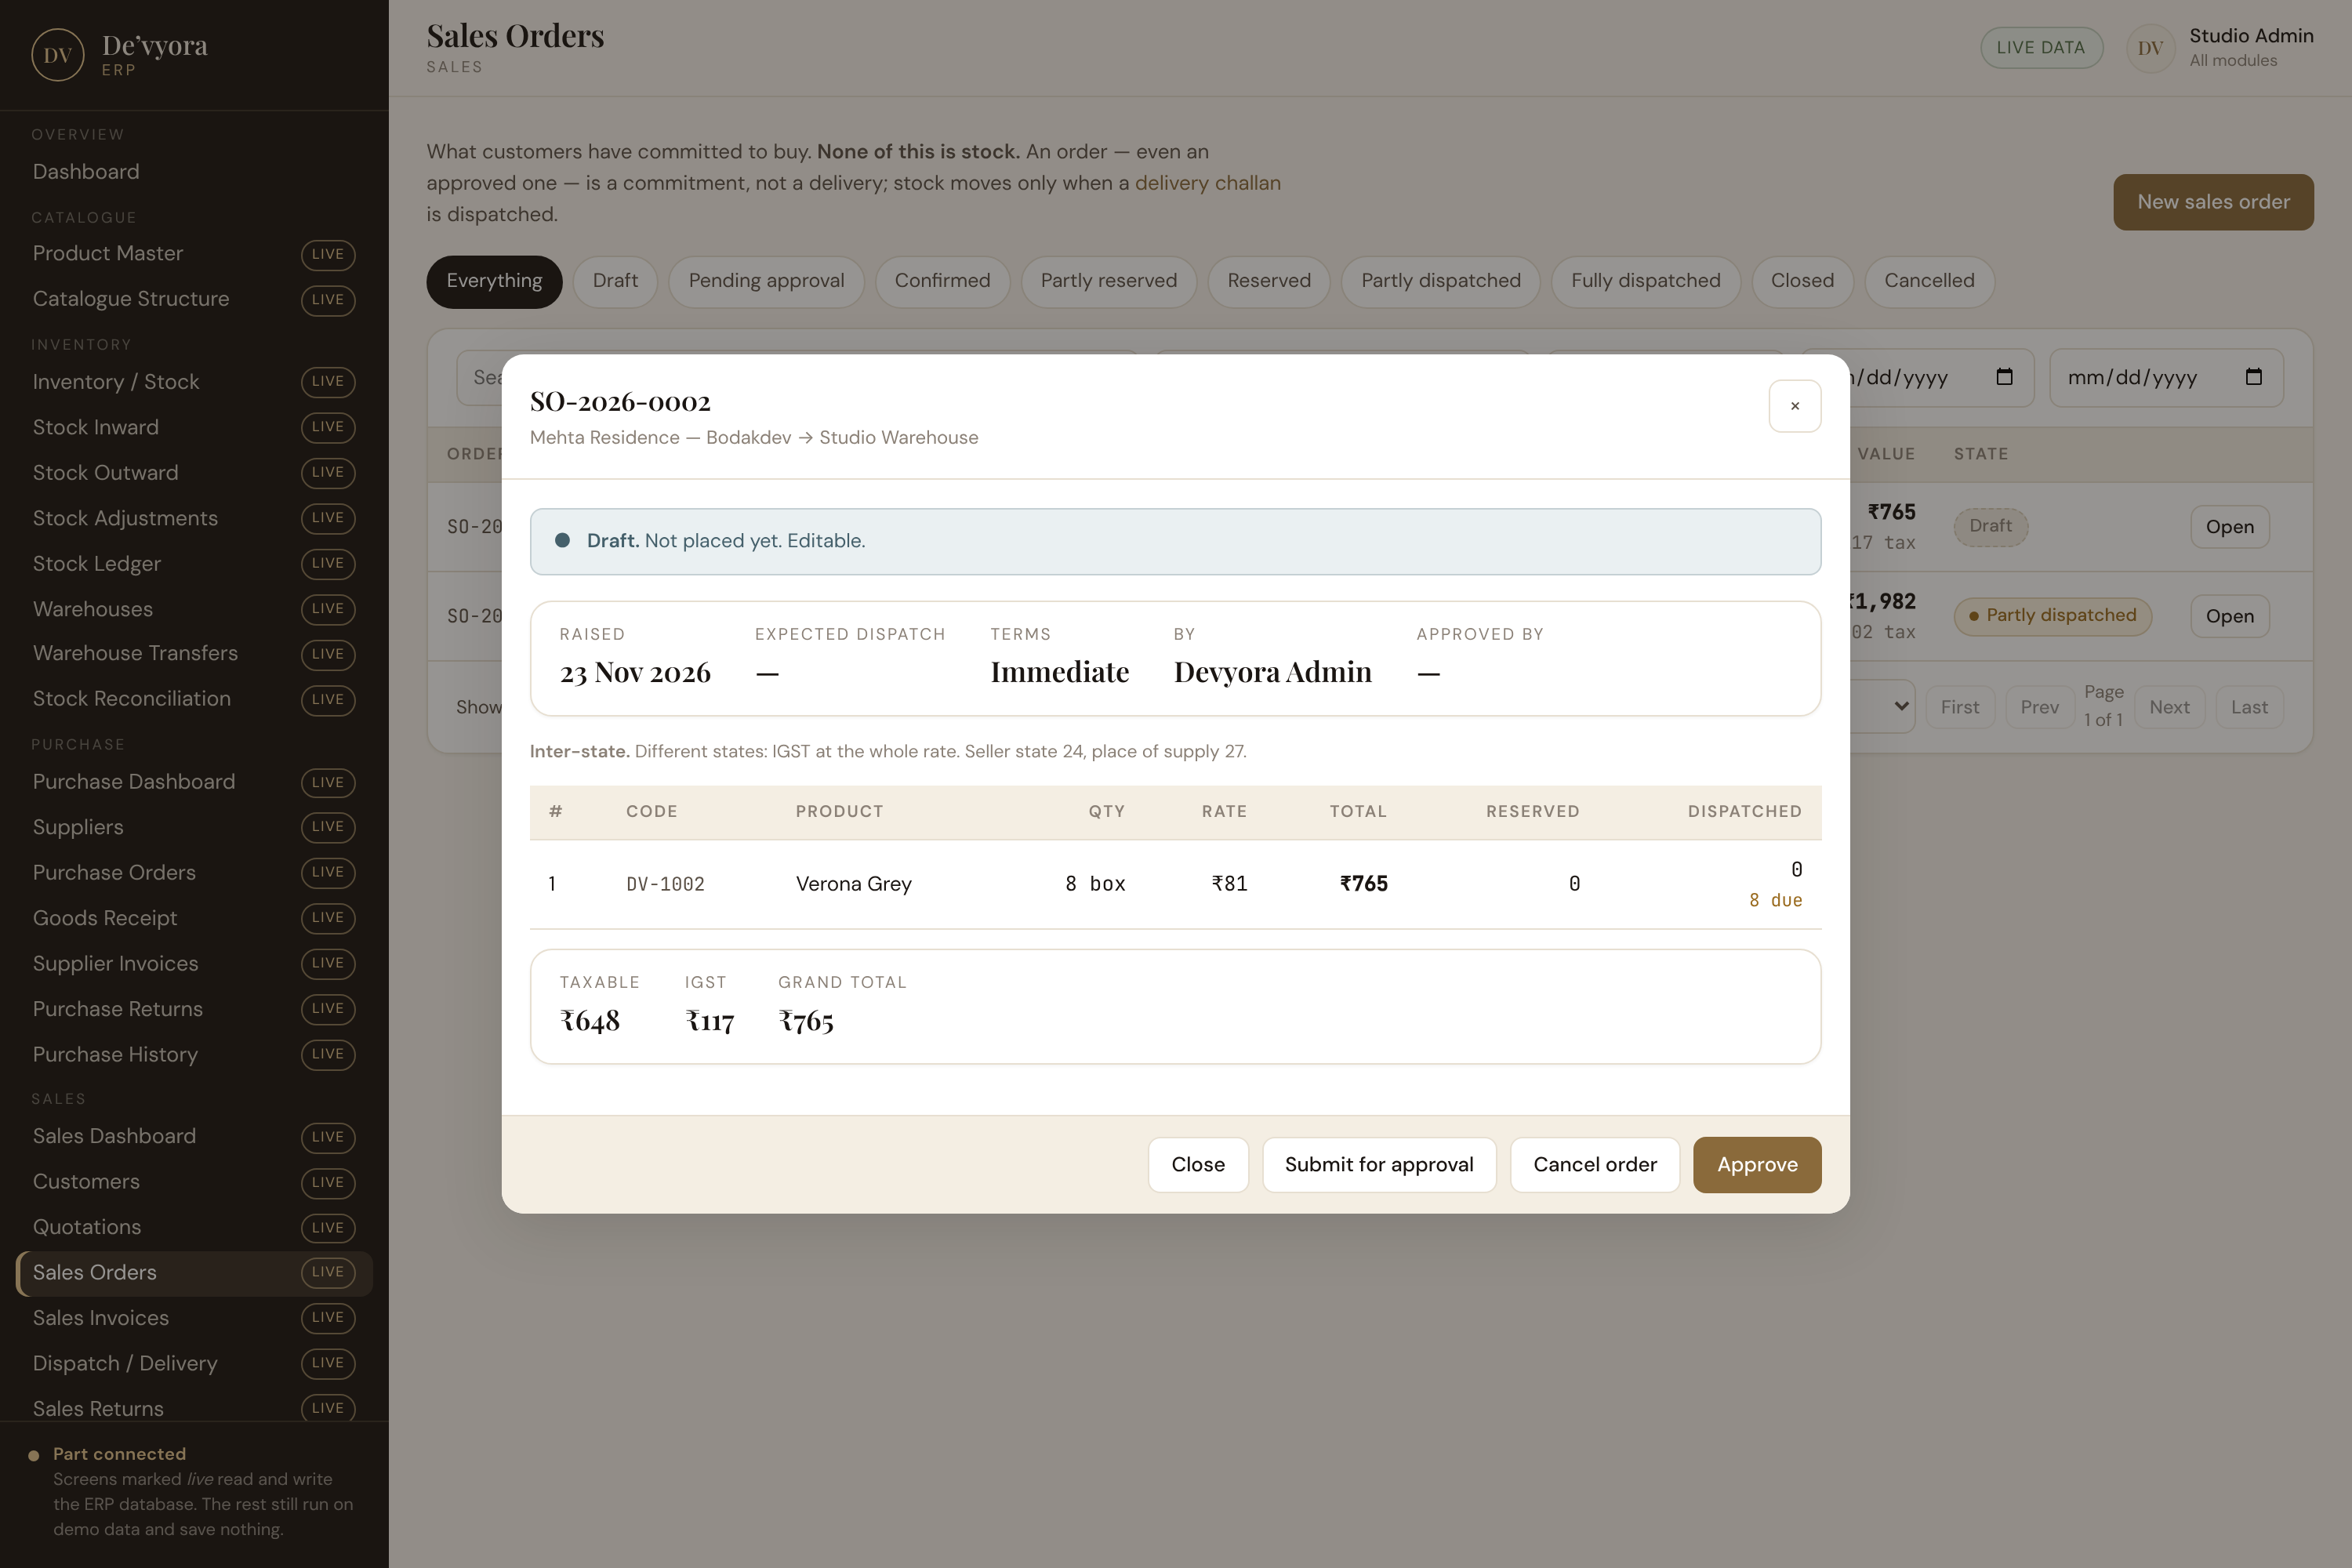 DV
De'vyora
ERP
OVERVIEW
Dashboard
CATALOGUE
Product Master LIVE
Catalogue Structure LIVE
INVENTORY
Inventory / Stock LIVE
Stock Inward LIVE
Stock Outward LIVE
Stock Adjustments LIVE
Stock Ledger LIVE
Warehouses LIVE
Warehouse Transfers LIVE
Stock Reconciliation LIVE
PURCHASE
Purchase Dashboard LIVE
Suppliers LIVE
Purchase Orders LIVE
Goods Receipt LIVE
Supplier Invoices LIVE
Purchase Returns LIVE
Purchase History LIVE
SALES
Sales Dashboard LIVE
Customers LIVE
Quotations LIVE
Sales Orders LIVE
Sales Invoices LIVE
Dispatch / Delivery LIVE
Sales Returns LIVE
Part connected
Screens marked live read and write
the ERP database. The rest still run on
demo data and save nothing.
Sales Orders
SALES
LIVE DATA
DV
Studio Admin
All modules
What customers have committed to buy. None of this is stock. An order — even an
approved one — is a commitment, not a delivery; stock moves only when a delivery challan
is dispatched.
New sales order
Everything Draft Pending approval Confirmed Partly reserved Reserved Partly dispatched Fully dispatched Closed Cancelled
/dd/yyyy mm/dd/yyyy
VALUE STATE
SO-20 ₹765 Draft Open
17 tax
SO-20 ₹1,982 Partly dispatched Open
02 tax
Show First Prev Page 1 of 1 Next Last
SO-2026-0002
×
Mehta Residence — Bodakdev → Studio Warehouse
Draft. Not placed yet. Editable.
RAISED EXPECTED DISPATCH TERMS BY APPROVED BY
23 Nov 2026 — Immediate Devyora Admin —
Inter-state. Different states: IGST at the whole rate. Seller state 24, place of supply 27.
# CODE PRODUCT QTY RATE TOTAL RESERVED DISPATCHED
1 DV-1002 Verona Grey 8 box ₹81 ₹765 0 0
8 due
TAXABLE IGST GRAND TOTAL
₹648 ₹117 ₹765
Close Submit for approval Cancel order Approve